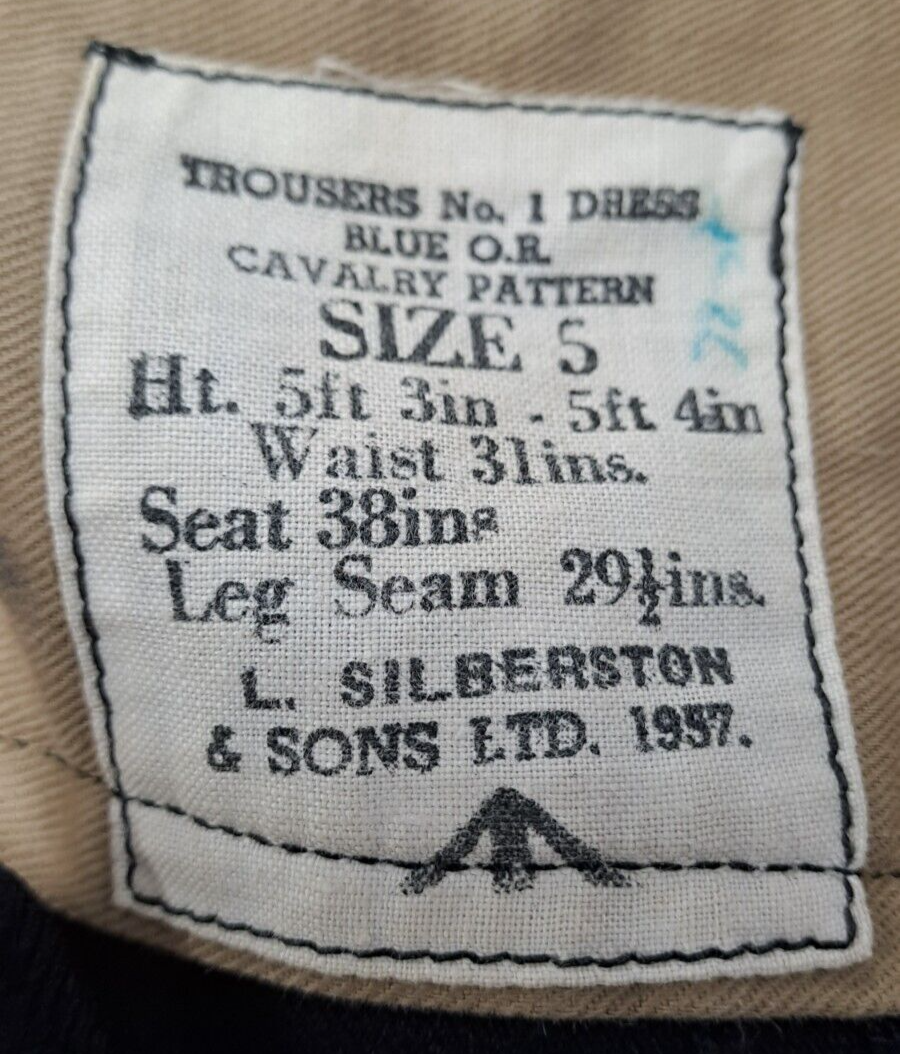 TROUSERS No. 1 DRESS
BLUE O.R.
CAVALRY PATTERN
SIZE 5
Ht. 5ft 3in - 5ft 4in
Waist 31ins.
Seat 38ins
Leg Seam 29½ins.
L. SILBERSTON
& SONS LTD. 1957.